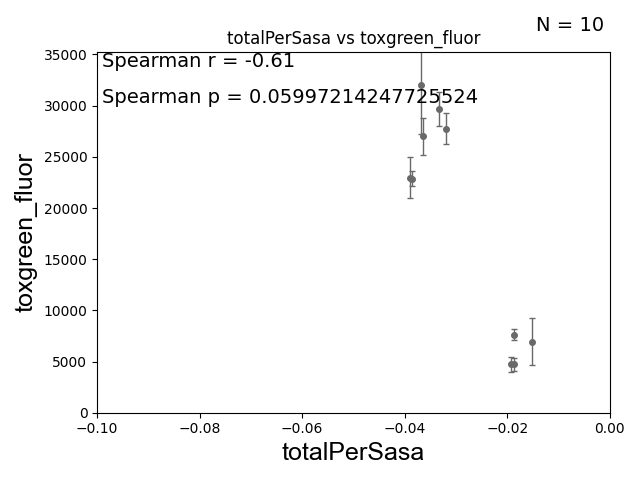 N = 10
totalPerSasa vs toxgreen_fluor
Spearman r = -0.61
Spearman p = 0.05997214247725524
toxgreen_fluor
35000
30000
25000
20000
15000
10000
5000
0
−0.10 −0.08 −0.06 −0.04 −0.02 0.00
totalPerSasa